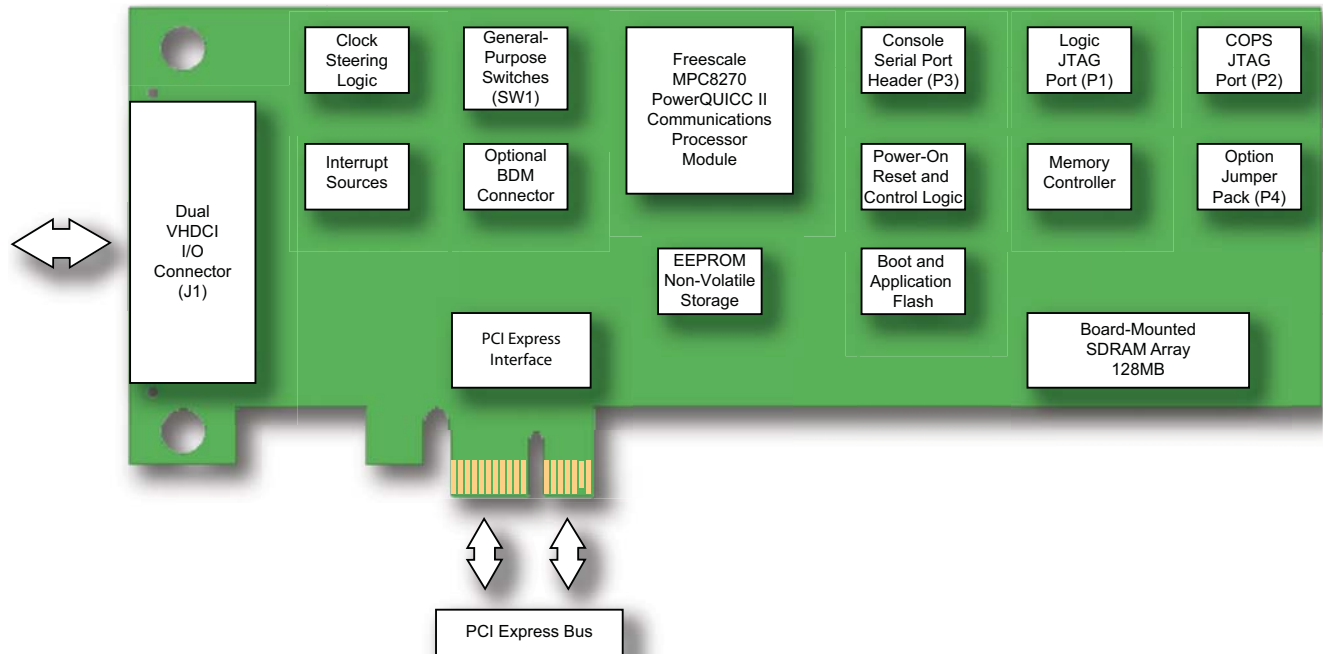 Clock
Steering
Logic
General-
Purpose
Switches
(SW1)
Freescale
MPC8270
PowerQUICC II
Communications
Processor
Module
Console
Serial Port
Header (P3)
Logic
JTAG
Port (P1)
COPS
JTAG
Port (P2)
Dual
VHDCI
I/O
Connector
(J1)
Interrupt
Sources
Optional
BDM
Connector
Power-On
Reset and
Control Logic
Memory
Controller
Option
Jumper
Pack (P4)
EEPROM
Non-Volatile
Storage
Boot and
Application
Flash
PCI Express
Interface
Board-Mounted
SDRAM Array
128MB
PCI Express Bus